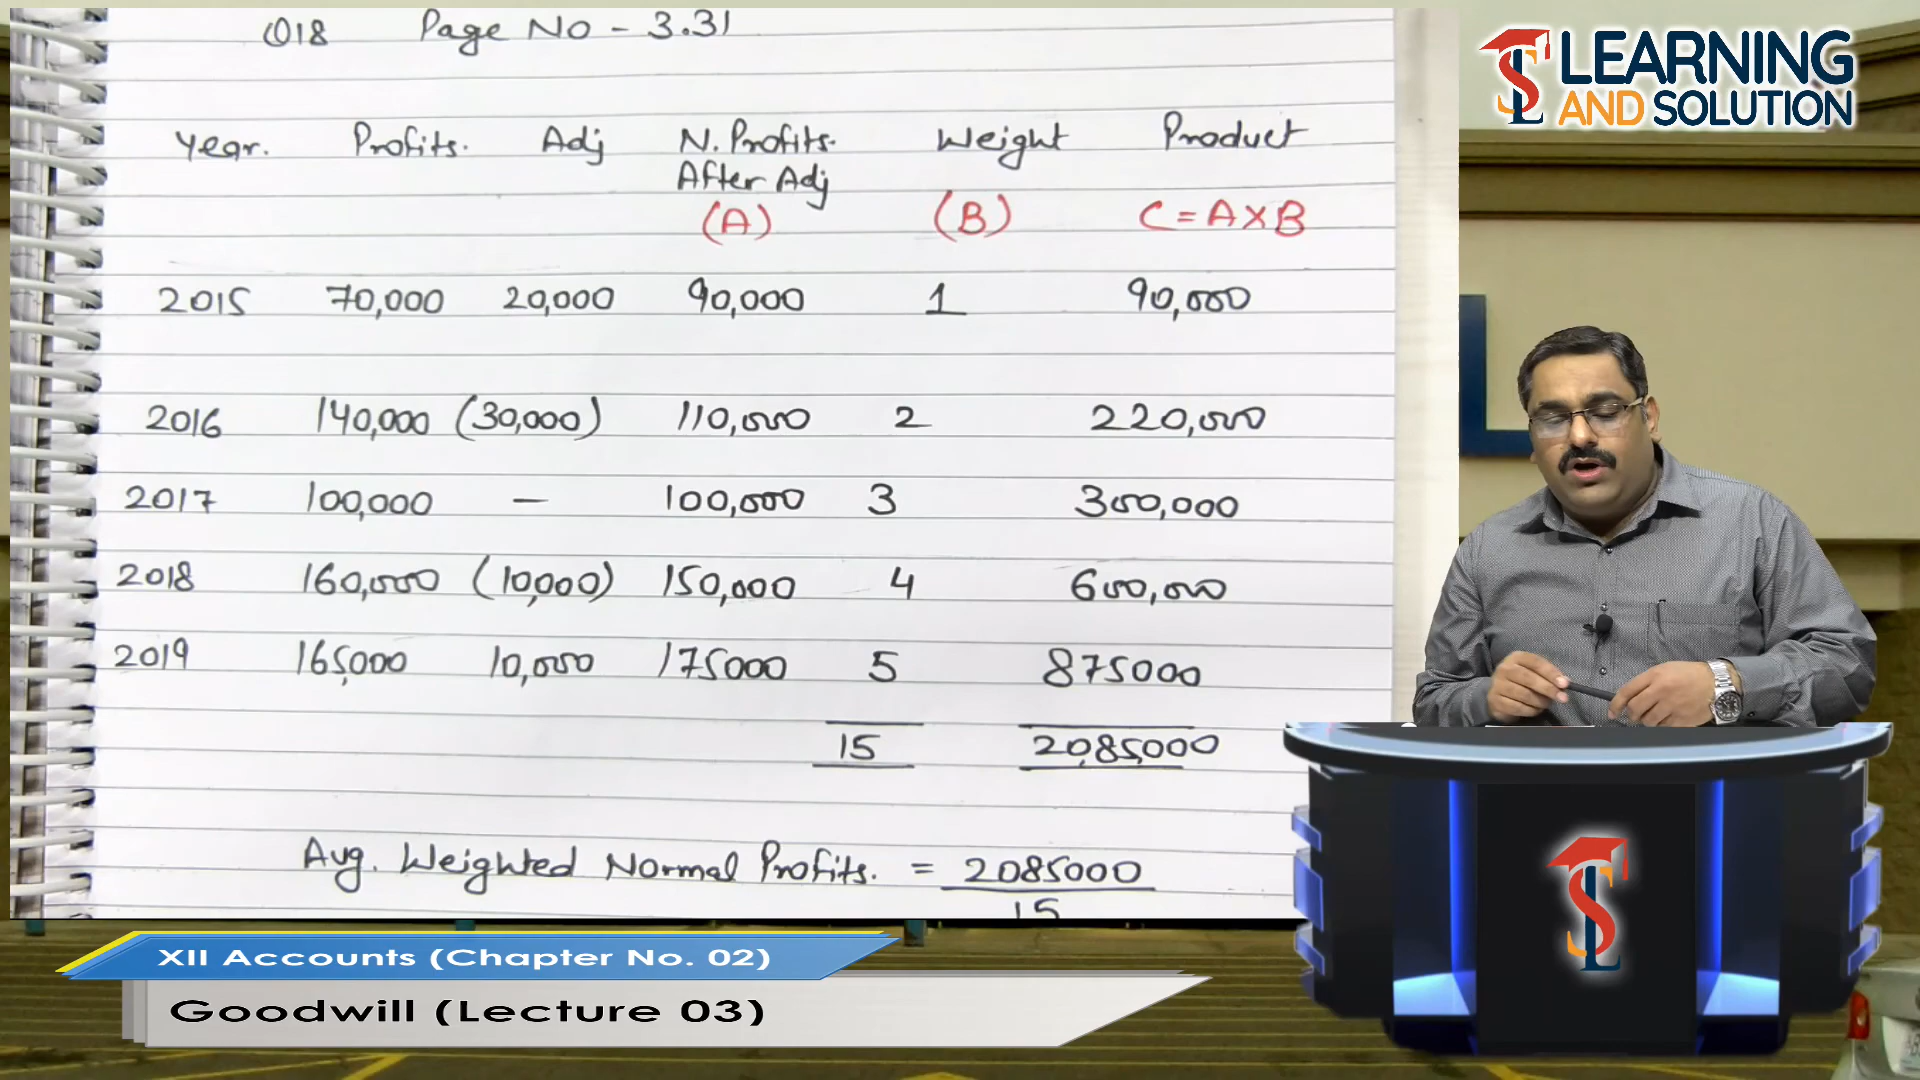 Q18 Page No - 3.31
LEARNING
AND SOLUTION
Year. Profits. Adj N. Profits. Weight Product
After Adj
(A) (B) C = A X B
2015 70,000 20,000 90,000 1 90,000
2016 140,000 (30,000) 110,000 2 220,000
2017 100,000 — 100,000 3 300,000
2018 160,000 (10,000) 150,000 4 600,000
2019 165,000 10,000 175000 5 875000
15 2085000
Avg. Weighted Normal Profits. = 2085000
15
XII Accounts (Chapter No. 02)
Goodwill (Lecture 03)